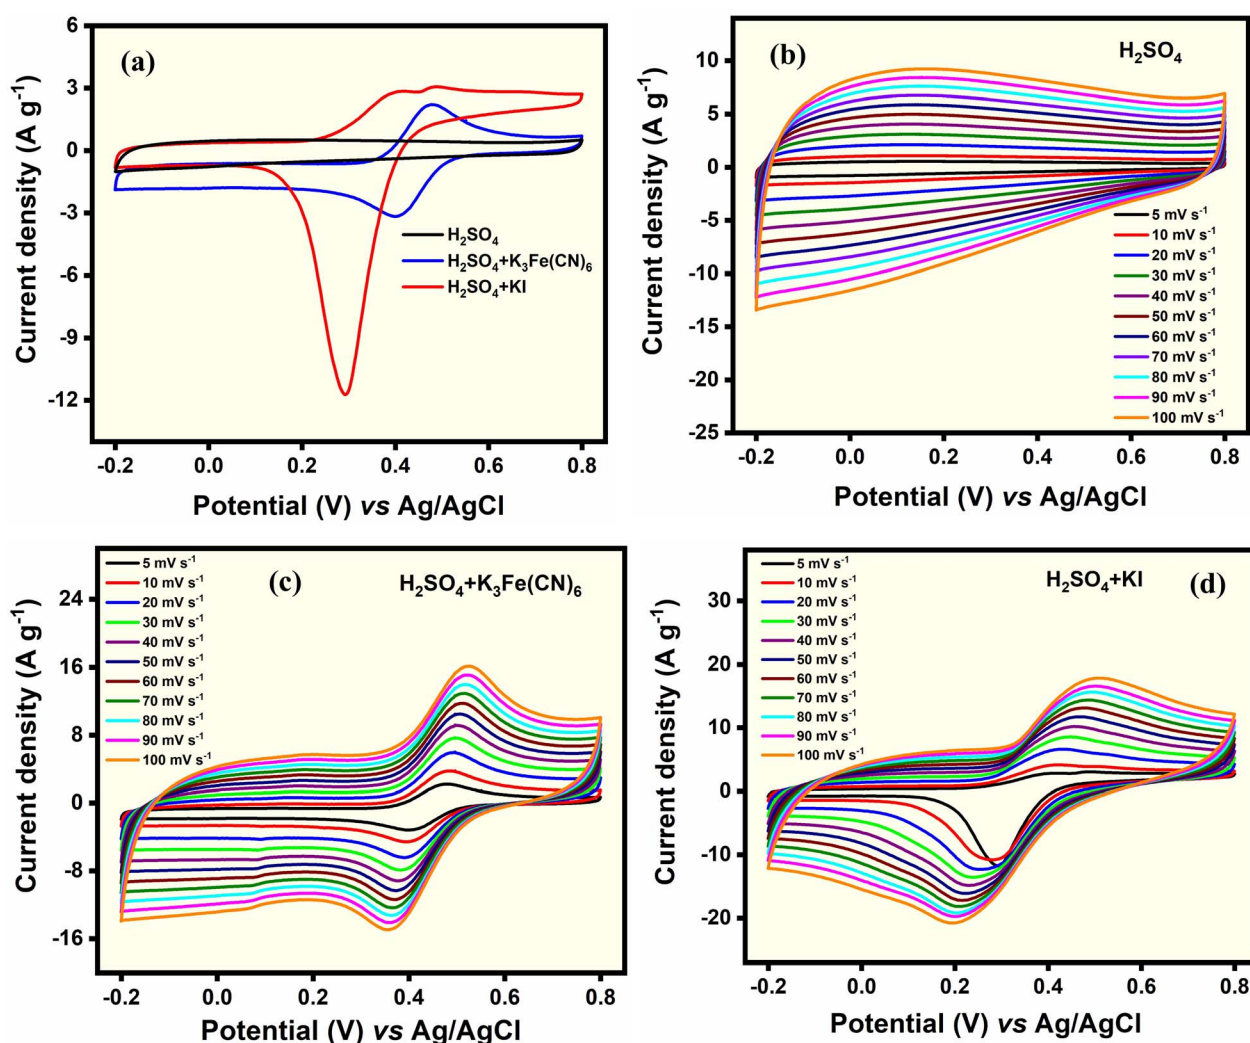 (a)
6
3
0
-3
-6
-9
-12
Current density (A g⁻¹)
H₂SO₄
H₂SO₄+K₃Fe(CN)₆
H₂SO₄+KI
-0.2 0.0 0.2 0.4 0.6 0.8
Potential (V) vs Ag/AgCl
(b)
H₂SO₄
10
5
0
-5
-10
-15
-20
-25
Current density (A g⁻¹)
5 mV s⁻¹
10 mV s⁻¹
20 mV s⁻¹
30 mV s⁻¹
40 mV s⁻¹
50 mV s⁻¹
60 mV s⁻¹
70 mV s⁻¹
80 mV s⁻¹
90 mV s⁻¹
100 mV s⁻¹
-0.2 0.0 0.2 0.4 0.6 0.8
Potential (V) vs Ag/AgCl
(c)
H₂SO₄+K₃Fe(CN)₆
24
16
8
0
-8
-16
Current density (A g⁻¹)
5 mV s⁻¹
10 mV s⁻¹
20 mV s⁻¹
30 mV s⁻¹
40 mV s⁻¹
50 mV s⁻¹
60 mV s⁻¹
70 mV s⁻¹
80 mV s⁻¹
90 mV s⁻¹
100 mV s⁻¹
-0.2 0.0 0.2 0.4 0.6 0.8
Potential (V) vs Ag/AgCl
H₂SO₄+KI
(d)
30
20
10
0
-10
-20
Current density (A g⁻¹)
5 mV s⁻¹
10 mV s⁻¹
20 mV s⁻¹
30 mV s⁻¹
40 mV s⁻¹
50 mV s⁻¹
60 mV s⁻¹
70 mV s⁻¹
80 mV s⁻¹
90 mV s⁻¹
100 mV s⁻¹
-0.2 0.0 0.2 0.4 0.6 0.8
Potential (V) vs Ag/AgCl